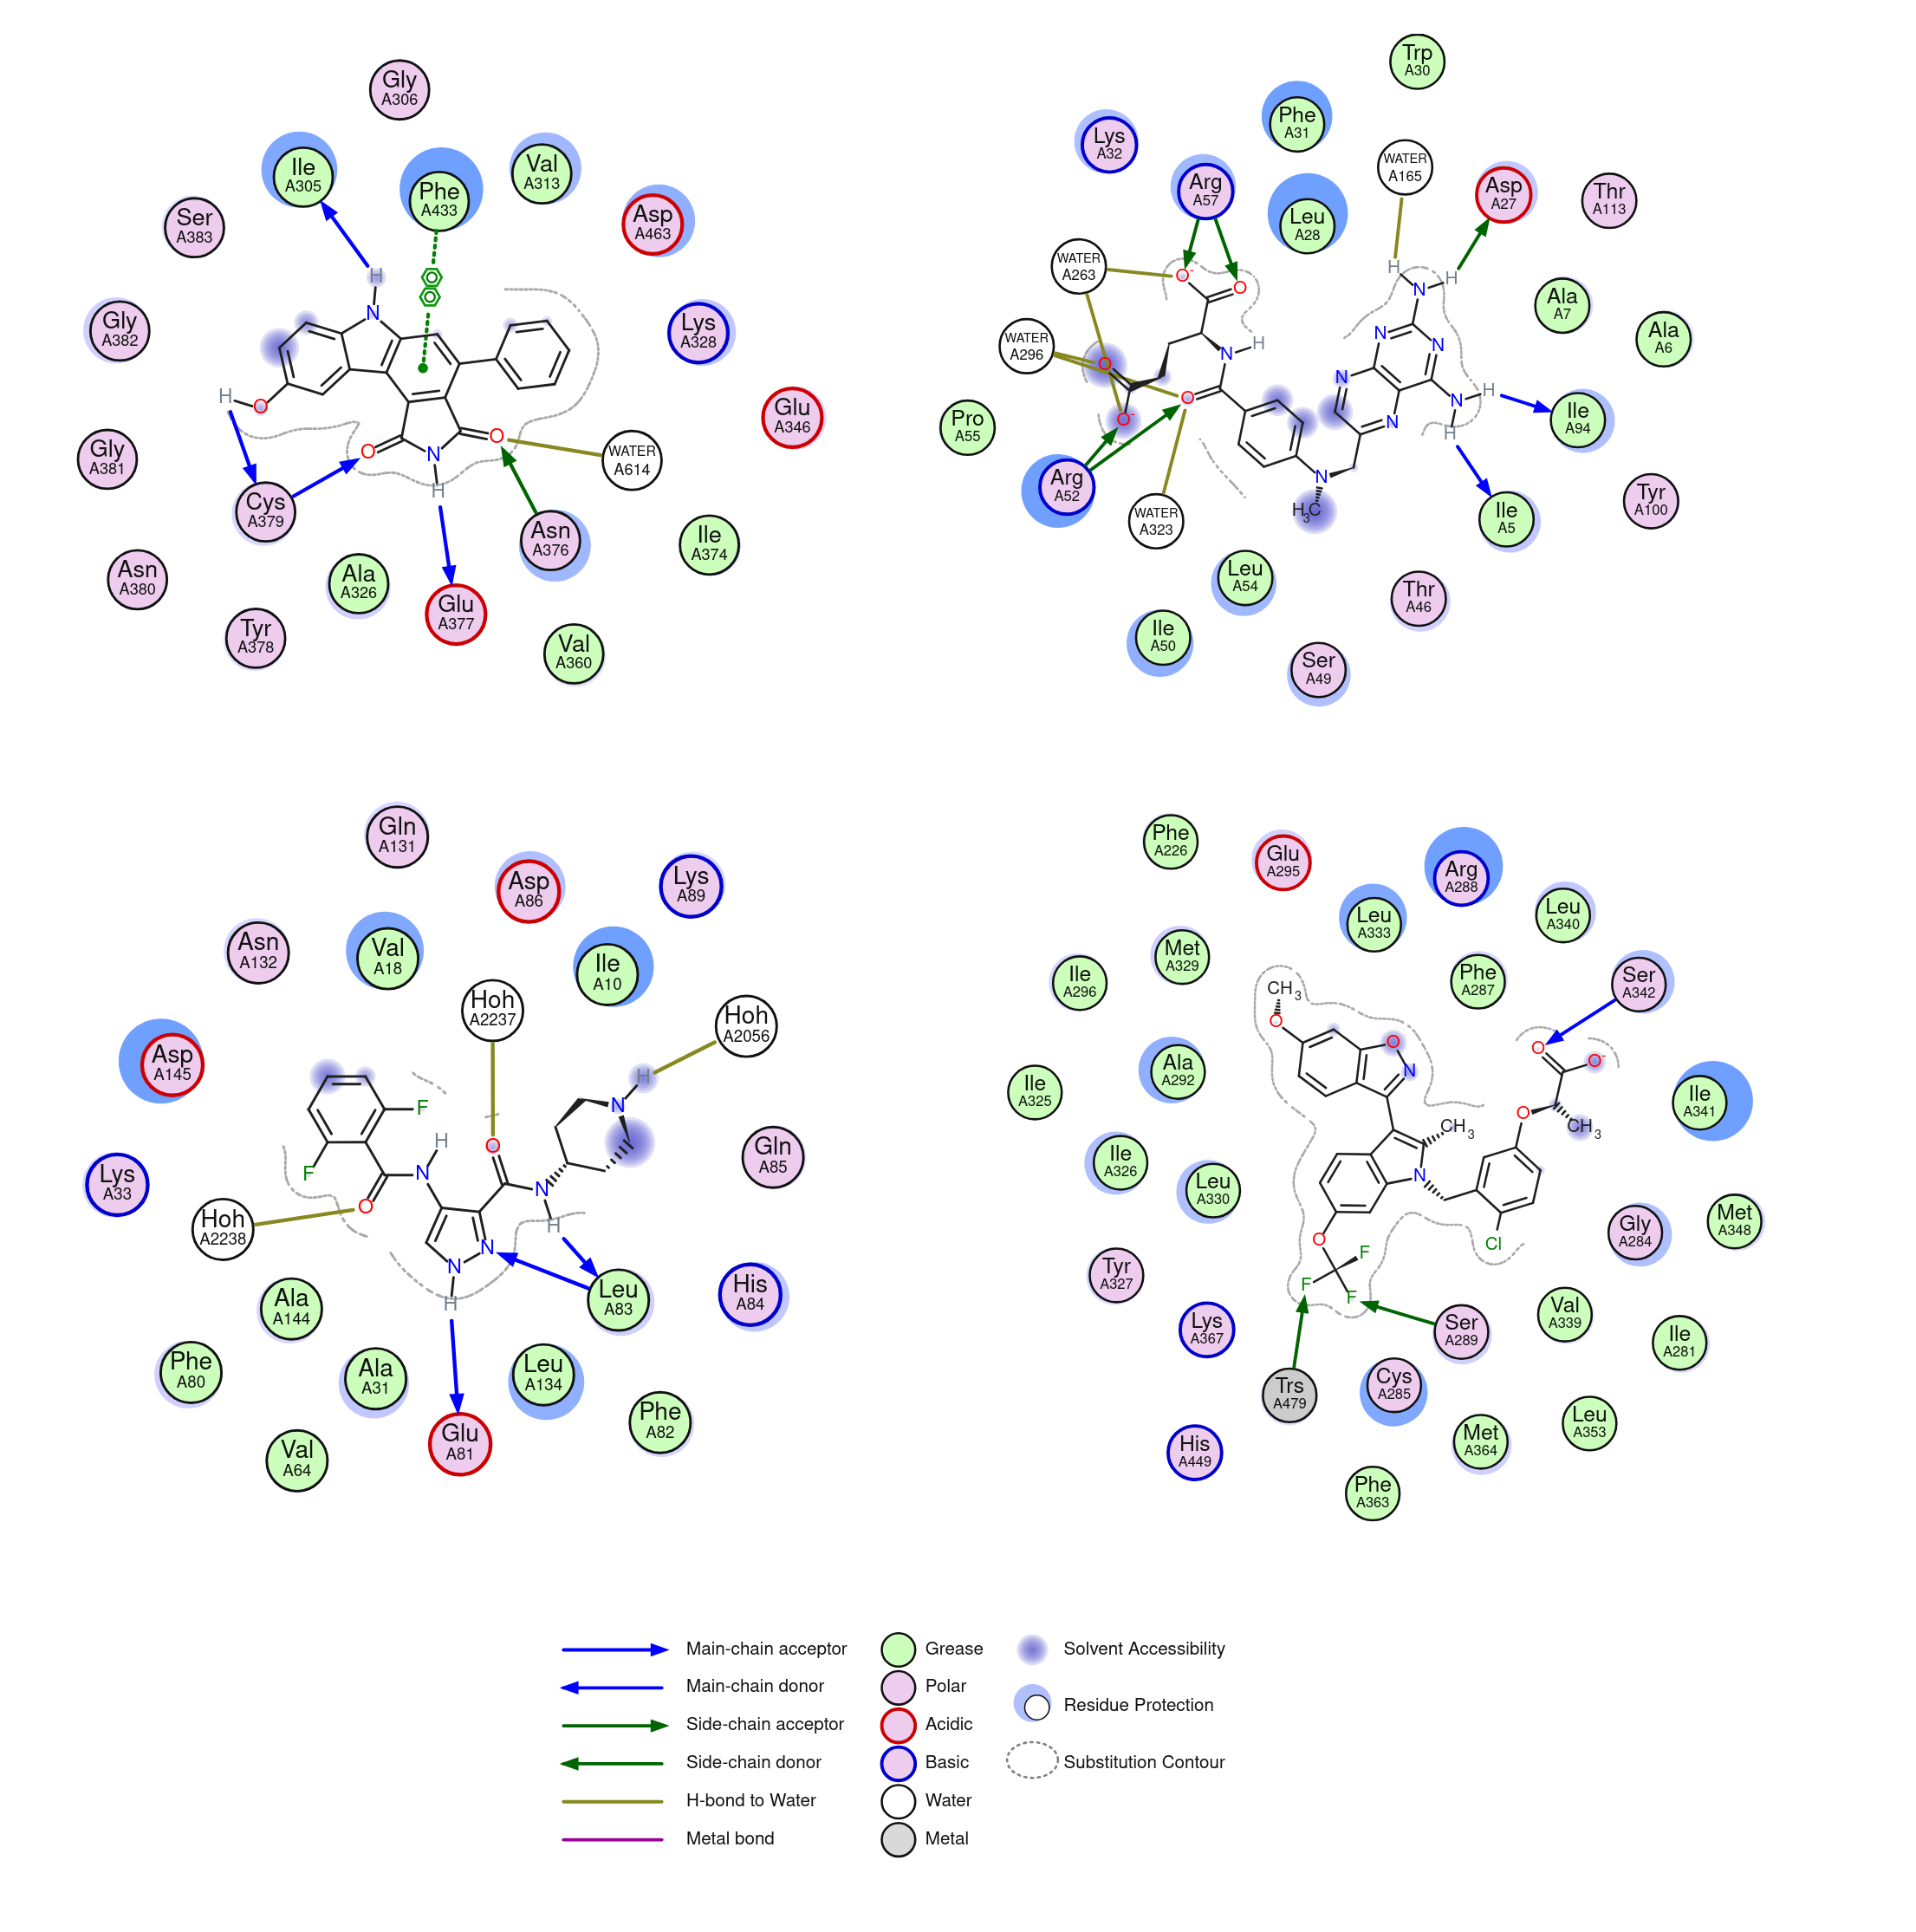 Gly
A306
Ile
A305
Phe
A433
Val
A313
Ser
A383
Asp
A463
H
N
Gly
A382
Lys
A328
H
O
Glu
A346
Gly
A381
O
O
N
WATER
A614
H
Cys
A379
Asn
A376
Ile
A374
Asn
A380
Ala
A326
Glu
A377
Tyr
A378
Val
A360
Trp
A30
Phe
A31
Lys
A32
WATER
A165
Arg
A57
Asp
A27
Thr
A113
Leu
A28
WATER
A263
O-
O
H
H
N
Ala
A7
Ala
A6
WATER
A296
N
H
N
N
O
N
O
O-
N
N
H
H
Ile
A94
Pro
A55
Arg
A52
N
H3C
WATER
A323
Ile
A5
Tyr
A100
Leu
A54
Thr
A46
Ile
A50
Ser
A49
Gln
A131
Asp
A86
Lys
A89
Asn
A132
Val
A18
Ile
A10
Hoh
A2237
Hoh
A2056
Asp
A145
H
N
F
H
O
Gln
A85
F
N
N
H
O
Lys
A33
Hoh
A2238
N
N
H
Leu
A83
His
A84
Ala
A144
Phe
A80
Ala
A31
Leu
A134
Glu
A81
Phe
A82
Val
A64
Phe
A226
Glu
A295
Arg
A288
Leu
A333
Leu
A340
Met
A329
Ile
A296
Phe
A287
Ser
A342
CH3
O
O
N
O
O-
Ala
A292
Ile
A325
Ile
A341
O
CH3
CH3
Ile
A326
Leu
A330
N
Met
A348
Gly
A284
Cl
O
F
F
F
Tyr
A327
Lys
A367
Ser
A289
Val
A339
Ile
A281
Trs
A479
Cys
A285
His
A449
Met
A364
Leu
A353
Phe
A363
Main-chain acceptor
Grease
Solvent Accessibility
Main-chain donor
Polar
Residue Protection
Side-chain acceptor
Acidic
Side-chain donor
Basic
Substitution Contour
H-bond to Water
Water
Metal bond
Metal